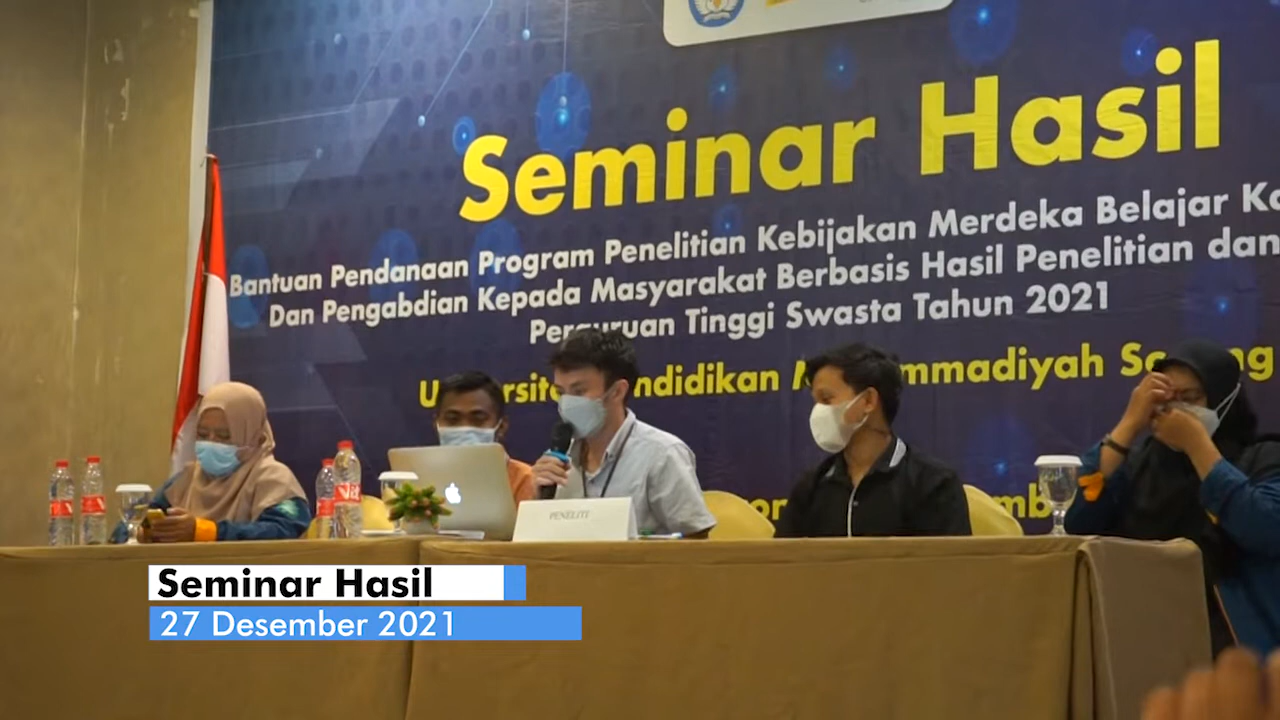 Seminar Hasil
Bantuan Pendanaan Program Penelitian Kebijakan Merdeka Belajar
Dan Pengabdian Kepada Masyarakat Berbasis Hasil Penelitian dan
Perguruan Tinggi Swasta Tahun 2021
Muhammadiyah
PENELITI
Seminar Hasil
27 Desember 2021